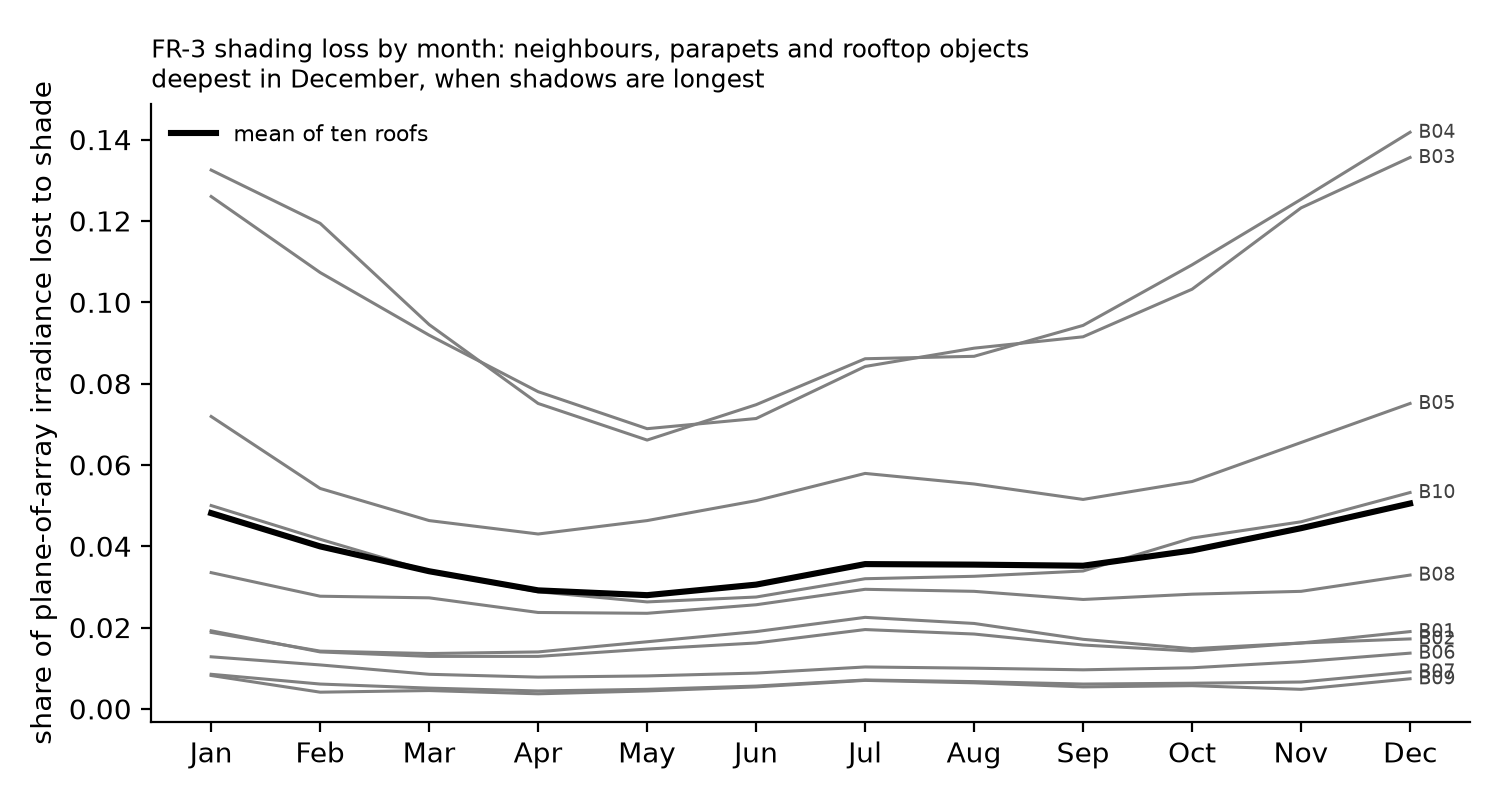 FR-3 shading loss by month: neighbours, parapets and rooftop objects
deepest in December, when shadows are longest
share of plane-of-array irradiance lost to shade
mean of ten roofs
0.14
0.12
0.10
0.08
0.06
0.04
0.02
0.00
B04
B03
B05
B10
B08
B01
B02
B06
B07
B09
Jan Feb Mar Apr May Jun Jul Aug Sep Oct Nov Dec